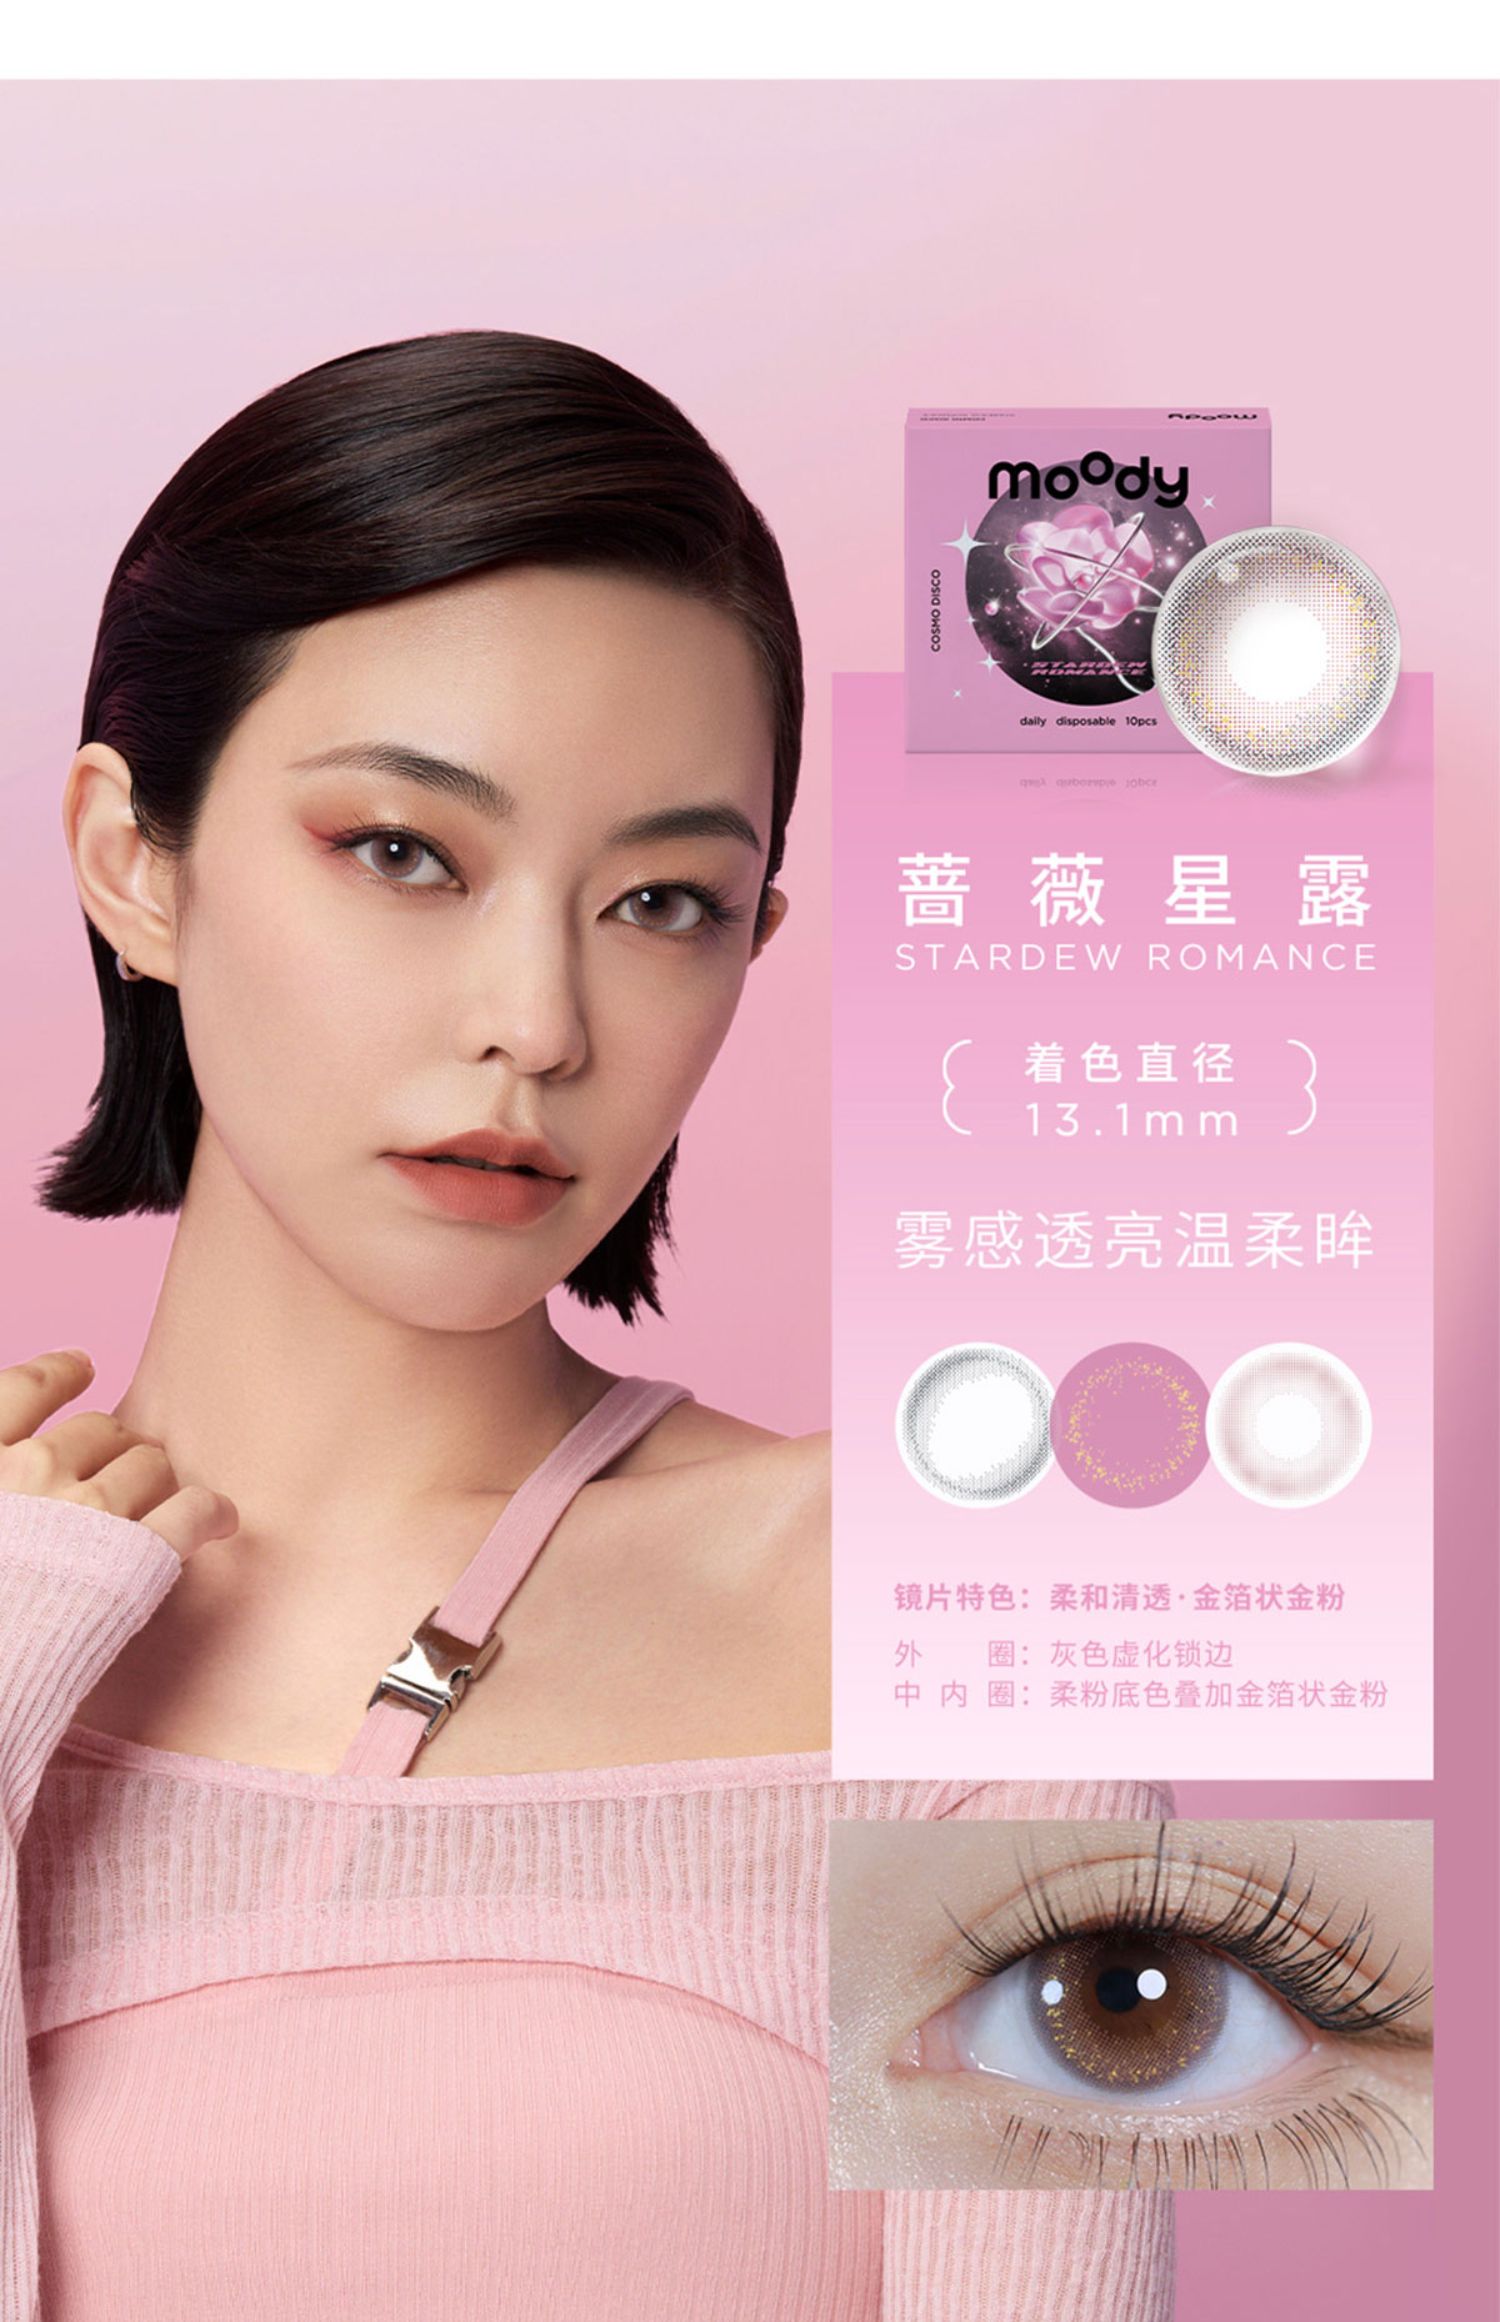 moody
COSMO DISCO
STARDEW
ROMANCE
daily disposable 10pcs
蔷薇星露
STARDEW ROMANCE
着色直径
13.1mm
雾感透亮温柔眸
镜片特色：柔和清透·金箔状金粉
外圈：灰色虚化锁边
中内圈：柔粉底色叠加金箔状金粉